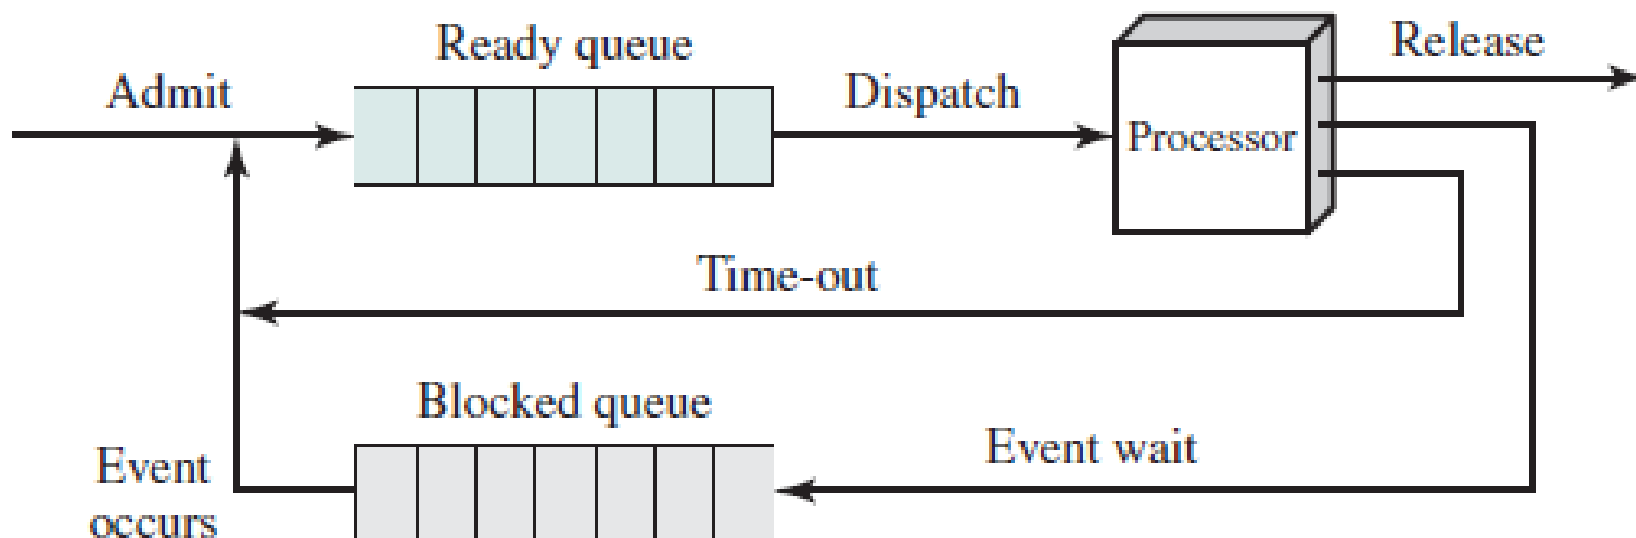 Ready queue
Release
Admit
Dispatch
Processor
Time-out
Blocked queue
Event wait
Event
occurs